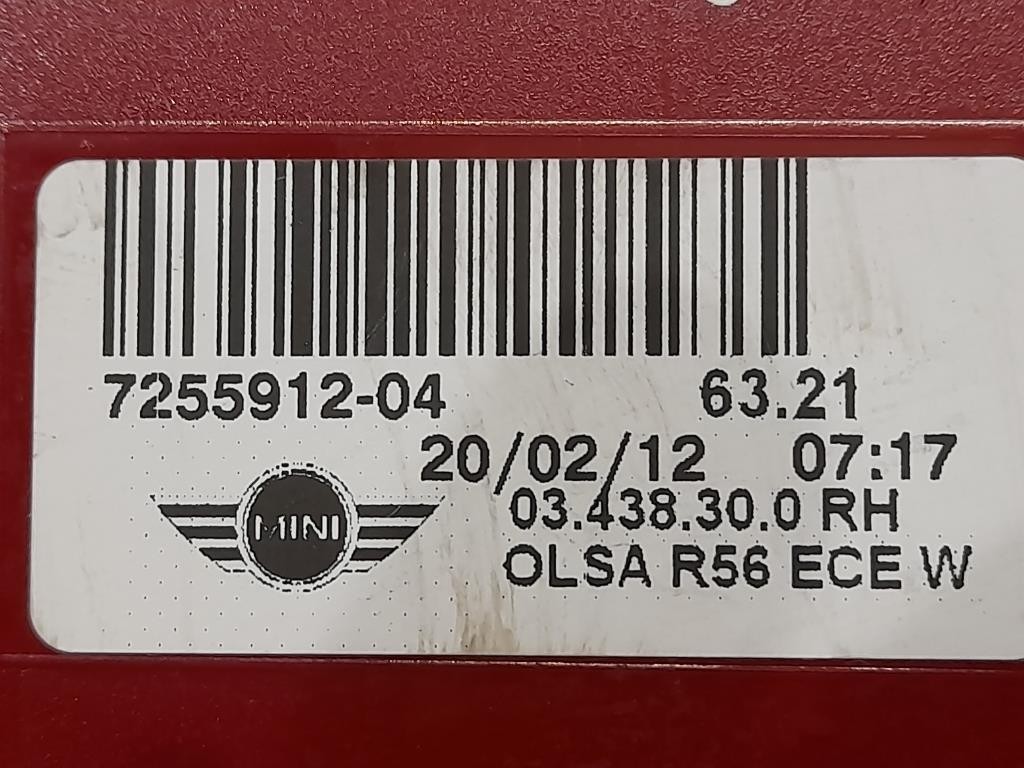 7255912-04 63.21
20/02/12 07:17
03.438.30.0 RH
MINI
OLSA R56 ECE W